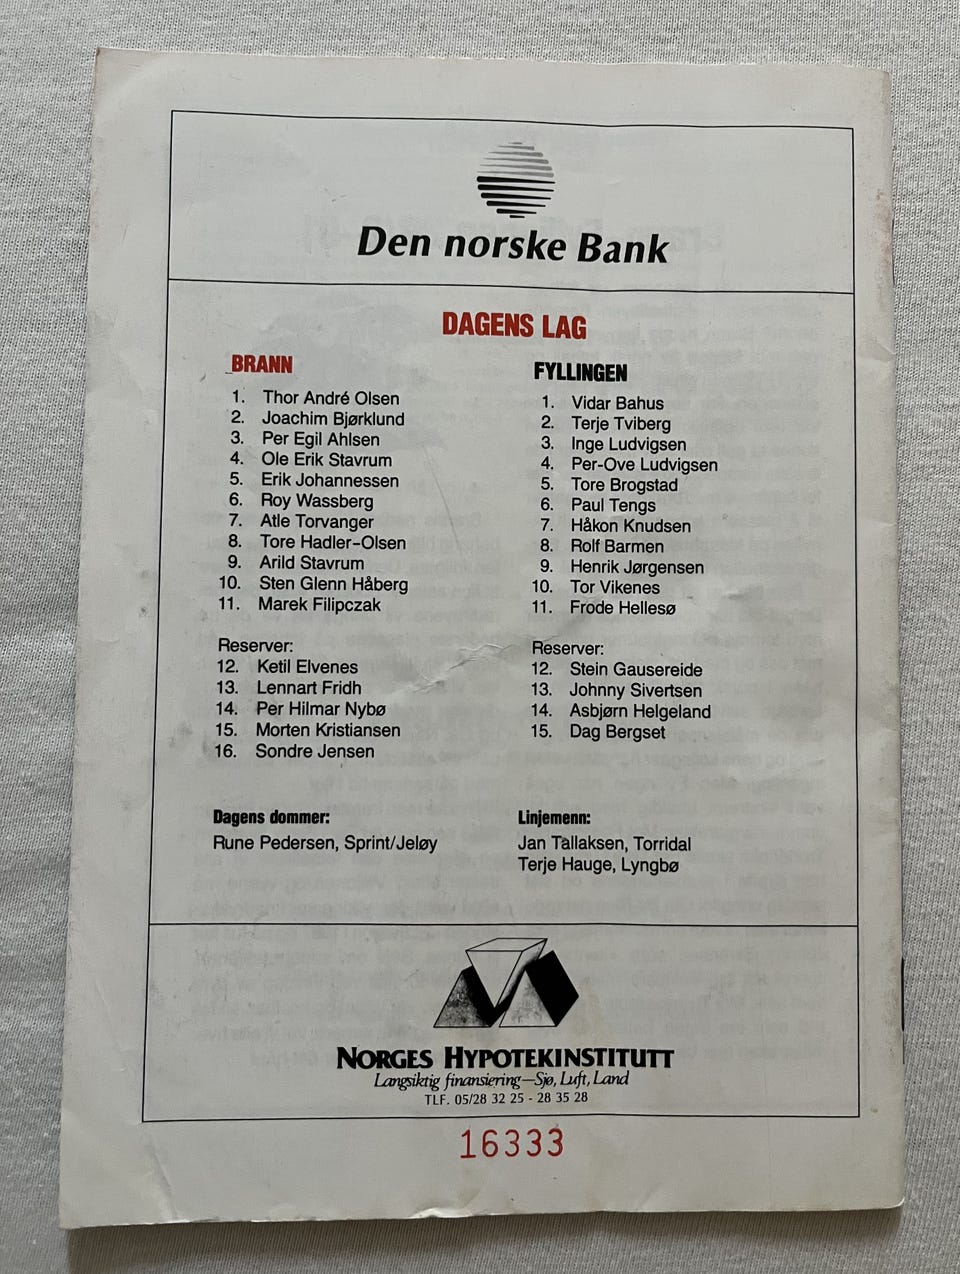 Den norske Bank
DAGENS LAG
BRANN
1. Thor André Olsen
2. Joachim Bjørklund
3. Per Egil Ahlsen
4. Ole Erik Stavrum
5. Erik Johannessen
6. Roy Wassberg
7. Atle Torvanger
8. Tore Hadler-Olsen
9. Arild Stavrum
10. Sten Glenn Håberg
11. Marek Filipczak
Reserver:
12. Ketil Elvenes
13. Lennart Fridh
14. Per Hilmar Nybø
15. Morten Kristiansen
16. Sondre Jensen
FYLLINGEN
1. Vidar Bahus
2. Terje Tviberg
3. Inge Ludvigsen
4. Per-Ove Ludvigsen
5. Tore Brogstad
6. Paul Tengs
7. Håkon Knudsen
8. Rolf Barmen
9. Henrik Jørgensen
10. Tor Vikenes
11. Frode Hellesø
Reserver:
12. Stein Gausereide
13. Johnny Sivertsen
14. Asbjørn Helgeland
15. Dag Bergset
Dagens dommer:
Rune Pedersen, Sprint/Jeløy
Linjemenn:
Jan Tallaksen, Torridal
Terje Hauge, Lyngbø
NORGES HYPOTEKINSTITUTT
Langsiktig finansiering—Sjø, Luft, Land
TLF. 05/28 32 25 - 28 35 28
16333